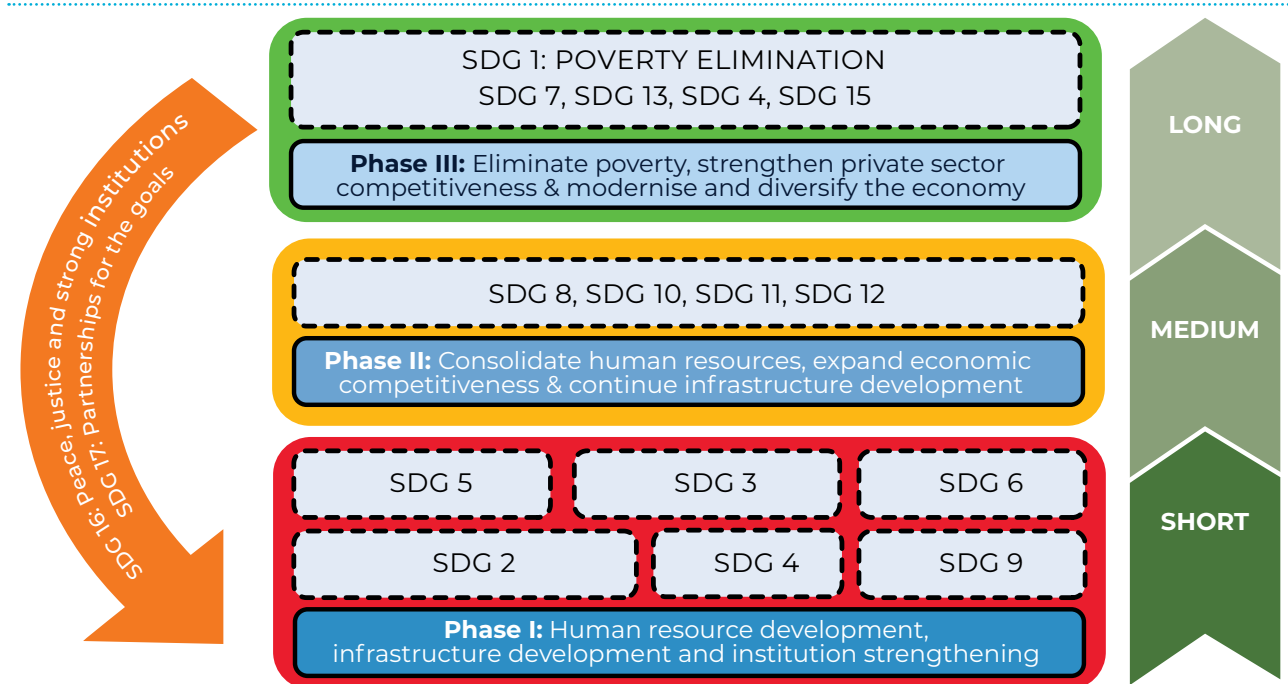 SDG 1: POVERTY ELIMINATION
SDG 7, SDG 13, SDG 4, SDG 15
Phase III: Eliminate poverty, strengthen private sector
competitiveness & modernise and diversify the economy
LONG
SDG 16: Peace, justice and strong institutions
SDG 17: Partnerships for the goals
SDG 8, SDG 10, SDG 11, SDG 12
Phase II: Consolidate human resources, expand economic
competitiveness & continue infrastructure development
MEDIUM
SDG 5
SDG 3
SDG 6
SDG 2
SDG 4
SDG 9
Phase I: Human resource development,
infrastructure development and institution strengthening
SHORT